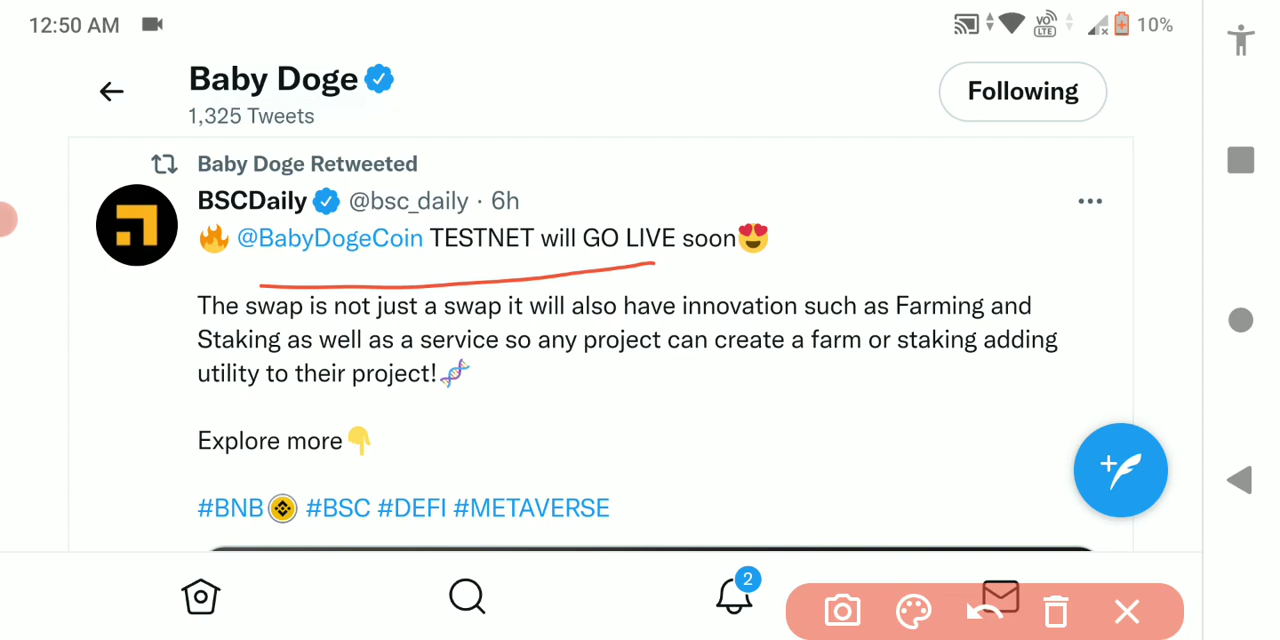 12:50 AM
VO LTE
10%
Baby Doge
1,325 Tweets
Following
Baby Doge Retweeted
BSCDaily @bsc_daily · 6h
🔥 @BabyDogeCoin TESTNET will GO LIVE soon😍
The swap is not just a swap it will also have innovation such as Farming and
Staking as well as a service so any project can create a farm or staking adding
utility to their project!🧬
Explore more👇
#BNB #BSC #DEFI #METAVERSE
2